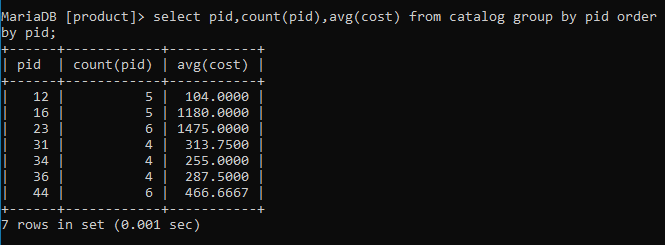 MariaDB [product]> select pid,count(pid),avg(cost) from catalog group by pid order
by pid;
+------+------------+-----------+
| pid  | count(pid) | avg(cost) |
+------+------------+-----------+
|   12 |          5 |  104.0000 |
|   16 |          5 | 1180.0000 |
|   23 |          6 | 1475.0000 |
|   31 |          4 |  313.7500 |
|   34 |          4 |  255.0000 |
|   36 |          4 |  287.5000 |
|   44 |          6 |  466.6667 |
+------+------------+-----------+
7 rows in set (0.001 sec)